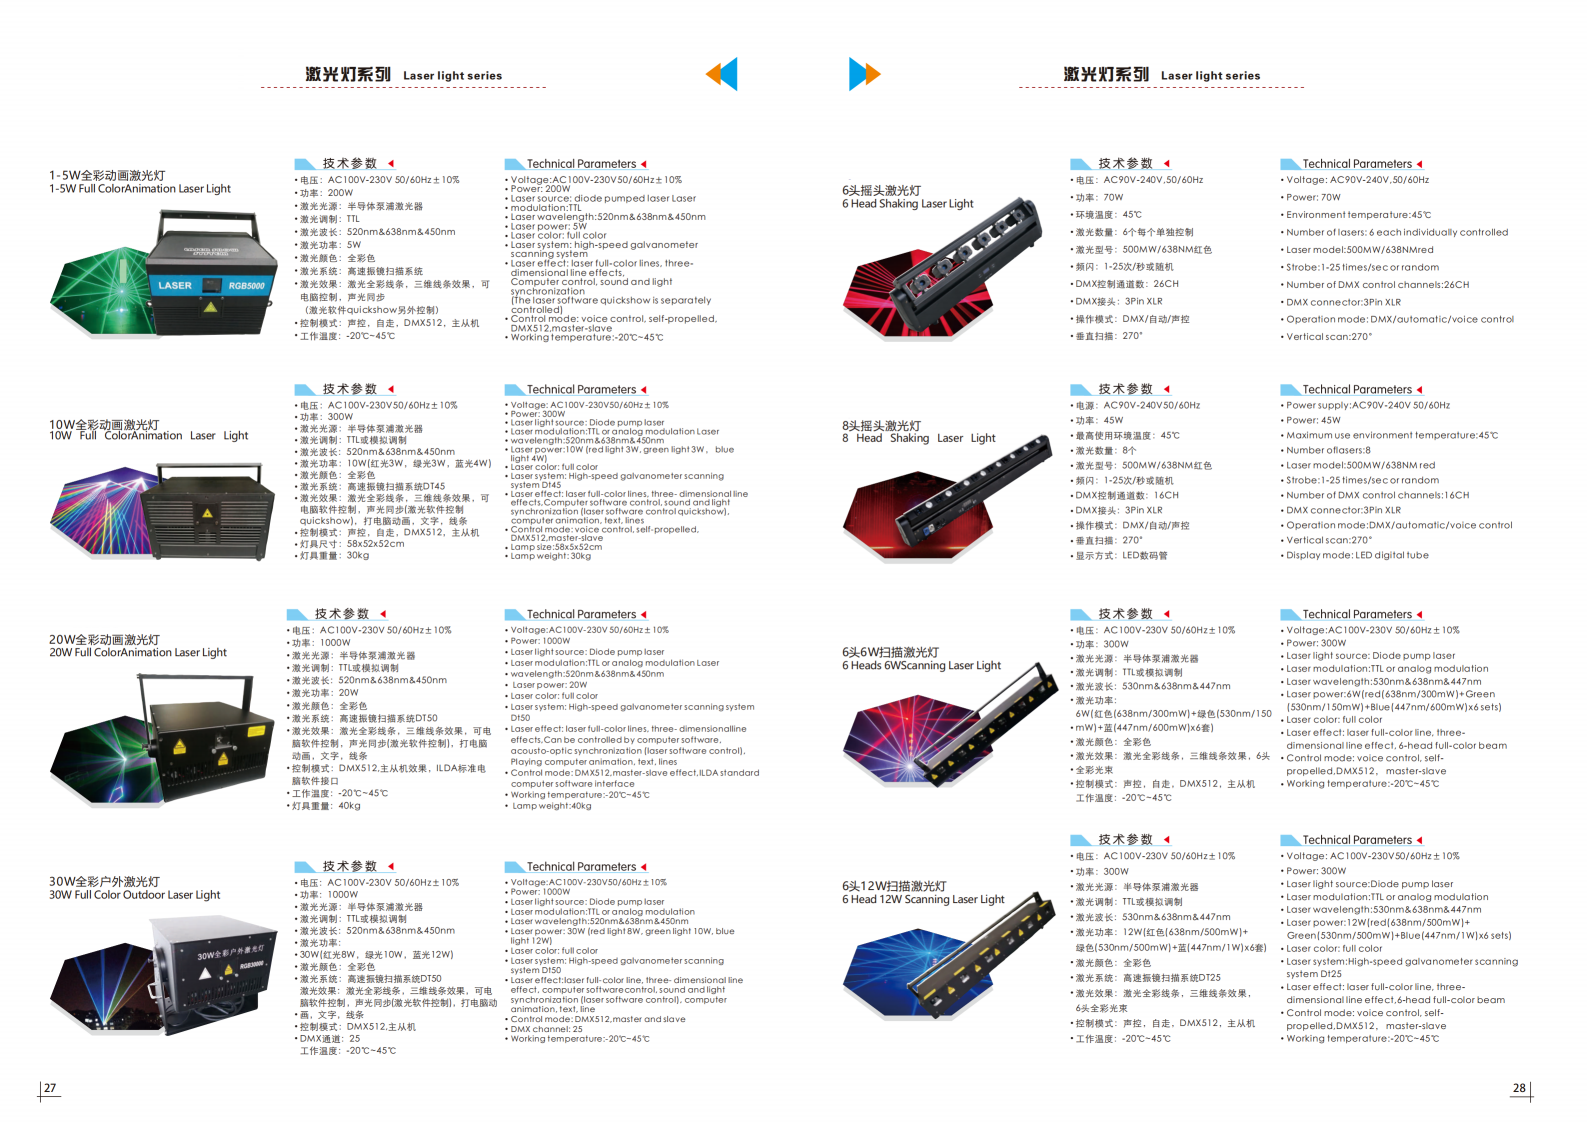 激光灯系列 Laser light series
1-5W全彩动画激光灯
1-5W Full ColorAnimation Laser Light
LASER RGB5000
技术参数
• 电压：AC100V-230V 50/60Hz±10%
• 功率：200W
• 激光光源：半导体泵浦激光器
• 激光调制：TTL
• 激光波长：520nm&638nm&450nm
• 激光功率：5W
• 激光颜色：全彩色
• 激光系统：高速振镜扫描系统
• 激光效果：激光全彩线条，三维线条效果，可
电脑控制，声光同步
（激光软件quickshow另外控制）
• 控制模式：声控，自走，DMX512，主从机
• 工作温度：-20℃~45℃
Technical Parameters
• Voltage:AC100V-230V50/60Hz±10%
• Power: 200W
• Laser source: diode pumped laser Laser
• modulation:TTL
• Laser wavelength:520nm&638nm&450nm
• Laser power: 5W
• Laser color: full color
• Laser system: high-speed galvanometer
scanning system
• Laser effect: laser full-color lines, three-
dimensional line effects,
Computer control, sound and light
synchronization
(The laser software quickshow is separately
controlled)
• Control mode: voice control, self-propelled,
DMX512,master-slave
• Working temperature:-20℃~45℃
10W全彩动画激光灯
10W Full ColorAnimation Laser Light
技术参数
• 电压：AC100V-230V50/60Hz±10%
• 功率：300W
• 激光光源：半导体泵浦激光器
• 激光调制：TTL或模拟调制
• 激光波长：520nm&638nm&450nm
• 激光功率：10W(红光3W，绿光3W，蓝光4W)
• 激光颜色：全彩色
• 激光系统：高速振镜扫描系统DT45
• 激光效果：激光全彩线条，三维线条效果，可
电脑软件控制，声光同步(激光软件控制
quickshow)，打电脑动画，文字，线条
• 控制模式：声控，自走，DMX512，主从机
• 灯具尺寸：58x52x52cm
• 灯具重量：30kg
Technical Parameters
• Voltage: AC100V-230V50/60Hz±10%
• Power: 300W
• Laser light source: Diode pump laser
• Laser modulation:TTL or analog modulation Laser
• wavelength:520nm&638nm&450nm
• Laser power:10W (red light 3W, green light 3W， blue
light 4W)
• Laser color: full color
• Laser system: High-speed galvanometer scanning
system Dt45
• Laser effect: laser full-color lines, three- dimensional line
effects,Computer software control, sound and light
synchronization (laser software control quickshow),
computer animation, text, lines
• Control mode: voice control, self-propelled,
DMX512,master-slave
• Lamp size:58x5x52cm
• Lamp weight: 30kg
20W全彩动画激光灯
20W Full ColorAnimation Laser Light
技术参数
• 电压：AC100V-230V 50/60Hz±10%
• 功率：1000W
• 激光光源：半导体泵浦激光器
• 激光调制：TTL或模拟调制
• 激光波长：520nm&638nm&450nm
• 激光功率：20W
• 激光颜色：全彩色
• 激光系统：高速振镜扫描系统DT50
• 激光效果：激光全彩线条，三维线条效果，可电
脑软件控制，声光同步(激光软件控制)，打电脑
动画，文字，线条
• 控制模式：DMX512,主从机效果，ILDA标准电
脑软件接口
• 工作温度：-20℃~45℃
• 灯具重量：40kg
Technical Parameters
• Voltage:AC100V-230V 50/60Hz±10%
• Power: 1000W
• Laser light source: Diode pump laser
• Laser modulation:TTL or analog modulation Laser
• wavelength:520nm&638nm&450nm
• Laser power: 20W
• Laser color: full color
• Laser system: High-speed galvanometer scanning system
Dt50
• Laser effect: laser full-color lines, three- dimensionalline
effects,Can be controlled by computer software,
acousto-optic synchronization (laser software control),
Playing computer animation, text, lines
• Control mode: DMX512,master-slave effect,ILDA standard
computer software interface
• Working temperature:-20℃~45℃
• Lamp weight:40kg
30W全彩户外激光灯
30W Full Color Outdoor Laser Light
30W全彩户外激光灯
RGB30000
技术参数
• 电压：AC100V-230V 50/60Hz±10%
• 功率：1000W
• 激光光源：半导体泵浦激光器
• 激光调制：TTL或模拟调制
• 激光波长：520nm&638nm&450nm
• 激光功率：
• 30W(红光8W，绿光10W，蓝光12W)
• 激光颜色：全彩色
• 激光系统：高速振镜扫描系统DT50
激光效果：激光全彩线条，三维线条效果，可电
脑软件控制，声光同步(激光软件控制)，打电脑动
• 画，文字，线条
• 控制模式：DMX512,主从机
• DMX通道：25
工作温度：-20℃~45℃
Technical Parameters
• Voltage:AC100V-230V50/60Hz±10%
• Power: 1000W
• Laser light source: Diode pump laser
• Laser modulation:TTL or analog modulation
• Laser wavelength:520nm&638nm&450nm
• Laser power: 30W (red light 8W, green light 10W, blue
light 12W)
• Laser color: full color
• Laser system: High-speed galvanometer scanning
system Dt50
• Laser effect:laser full-color line, three- dimensional line
effect, computer software control, sound and light
synchronization (laser software control), computer
animation, text, line
• Control mode: DMX512,master and slave
• DMX channel: 25
• Working temperature:-20℃~45℃
27
激光灯系列 Laser light series
6头摇头激光灯
6 Head Shaking Laser Light
技术参数
• 电压：AC90V-240V,50/60Hz
• 功率：70W
• 环境温度：45℃
• 激光数量：6个每个单独控制
• 激光型号：500MW/638NM红色
• 频闪：1-25次/秒或随机
• DMX控制通道数：26CH
• DMX接头：3Pin XLR
• 操作模式：DMX/自动/声控
• 垂直扫描：270°
Technical Parameters
• Voltage: AC90V-240V,50/60Hz
• Power: 70W
• Environment temperature:45℃
• Number of lasers: 6 each individually controlled
• Laser model:500MW/638NMred
• Strobe:1-25 times/sec or random
• Number of DMX control channels:26CH
• DMX connector:3Pin XLR
• Operation mode: DMX/automatic/voice control
• Vertical scan:270°
8头摇头激光灯
8 Head Shaking Laser Light
技术参数
• 电源：AC90V-240V50/60Hz
• 功率：45W
• 最高使用环境温度：45℃
• 激光数量：8个
• 激光型号：500MW/638NM红色
• 频闪：1-25次/秒或随机
• DMX控制通道数：16CH
• DMX接头：3Pin XLR
• 操作模式：DMX/自动/声控
• 垂直扫描：270°
• 显示方式：LED数码管
Technical Parameters
• Power supply:AC90V-240V 50/60Hz
• Power: 45W
• Maximum use environment temperature:45℃
• Number oflasers:8
• Laser model:500MW/638NM red
• Strobe:1-25 times/sec or random
• Number of DMX control channels:16CH
• DMX connector:3Pin XLR
• Operation mode:DMX/automatic/voice control
• Vertical scan:270°
• Display mode: LED digital tube
6头6W扫描激光灯
6 Heads 6WScanning Laser Light
技术参数
• 电压：AC100V-230V 50/60Hz±10%
• 功率：300W
• 激光光源：半导体泵浦激光器
• 激光调制：TTL或模拟调制
• 激光波长：530nm&638nm&447nm
• 激光功率：
6W(红色(638nm/300mW)+绿色(530nm/150
• mW)+蓝(447nm/600mW)x6套)
• 激光颜色：全彩色
• 激光效果：激光全彩线条，三维线条效果，6头
• 全彩光束
• 控制模式：声控，自走，DMX512，主从机
工作温度：-20℃~45℃
Technical Parameters
• Voltage:AC100V-230V 50/60Hz±10%
• Power: 300W
• Laser light source: Diode pump laser
• Laser modulation:TTL or analog modulation
• Laser wavelength:530nm&638nm&447nm
• Laser power:6W(red(638nm/300mW)+Green
(530nm/150mW)+Blue(447nm/600mW)x6 sets)
• Laser color: full color
• Laser effect: laser full-color line, three-
dimensional line effect, 6-head full-color beam
• Control mode: voice control, self-
propelled,DMX512， master-slave
• Working temperature:-20℃~45℃
6头12W扫描激光灯
6 Head 12W Scanning Laser Light
技术参数
• 电压：AC100V-230V 50/60Hz±10%
• 功率：300W
• 激光光源：半导体泵浦激光器
• 激光调制：TTL或模拟调制
• 激光波长：530nm&638nm&447nm
• 激光功率：12W(红色(638nm/500mW)+
绿色(530nm/500mW)+蓝(447nm/1W)x6套)
• 激光颜色：全彩色
• 激光系统：高速振镜扫描系统DT25
• 激光效果：激光全彩线条，三维线条效果，
6头全彩光束
• 控制模式：声控，自走，DMX512，主从机
• 工作温度：-20℃~45℃
Technical Parameters
• Voltage: AC100V-230V50/60Hz±10%
• Power: 300W
• Laser light source:Diode pump laser
• Laser modulation:TTL or analog modulation
• Laser wavelength:530nm&638nm&447nm
• Laser power:12W(red(638nm/500mW)+
Green(530nm/500mW)+Blue(447nm/1W)x6 sets)
• Laser color: full color
• Laser system:High-speed galvanometer scanning
system Dt25
• Laser effect: laser full-color line, three-
dimensional line effect,6-head full-color beam
• Control mode: voice control, self-
propelled,DMX512， master-slave
• Working temperature:-20℃~45℃
28